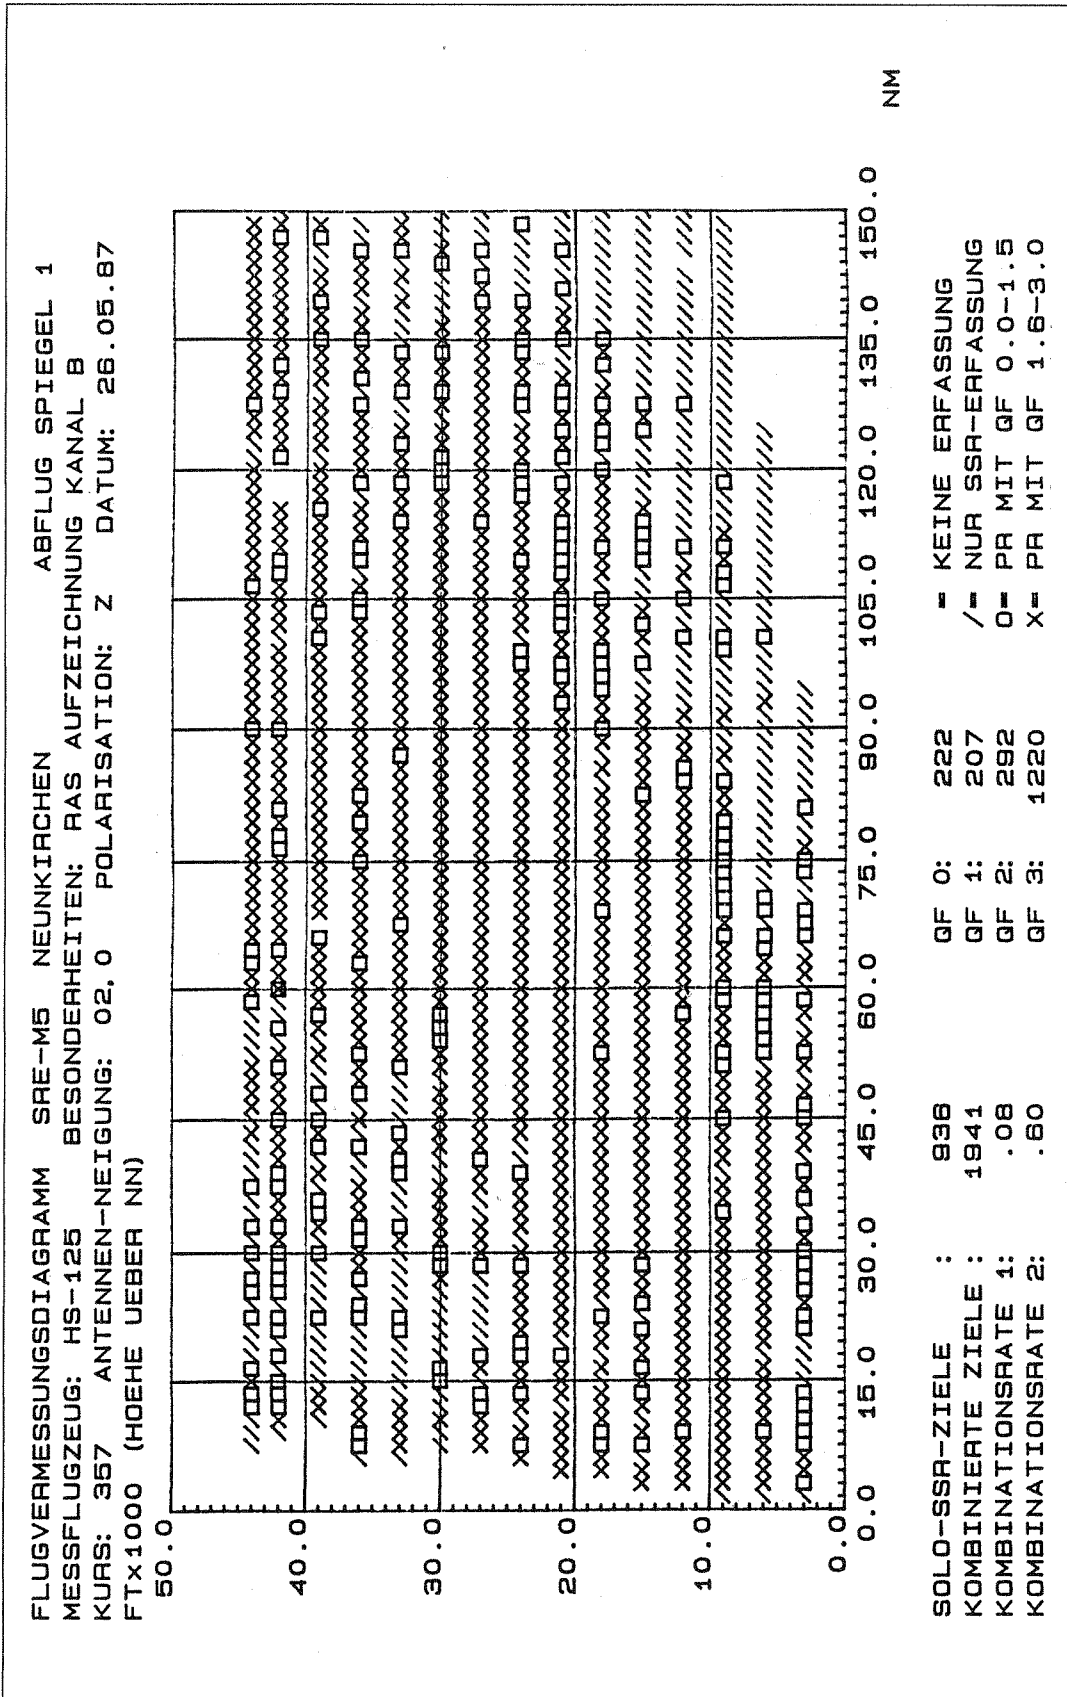 FLUGVERMESSUNGSDIAGRAMM SRE-M5 NEUNKIRCHEN ABFLUG SPIEGEL 1
MESSFLUGZEUG: HS-125 BESONDERHEITEN: RAS AUFZEICHNUNG KANAL B
KURS: 357 ANTENNEN-NEIGUNG: 02,0 POLARISATION: Z DATUM: 26.05.87
FTx1000 (HOEHE UEBER NN)
50.0
40.0
30.0
20.0
10.0
0.0
0.0 15.0 30.0 45.0 60.0 75.0 90.0 105.0 120.0 135.0 150.0
NM
SOLO-SSR-ZIELE : 936 QF 0: 222 = KEINE ERFASSUNG
KOMBINIERTE ZIELE : 1941 QF 1: 207 /= NUR SSR-ERFASSUNG
KOMBINATIONSRATE 1: .08 QF 2: 292 O= PR MIT QF 0.0-1.5
KOMBINATIONSRATE 2: .60 QF 3: 1220 X= PR MIT QF 1.6-3.0